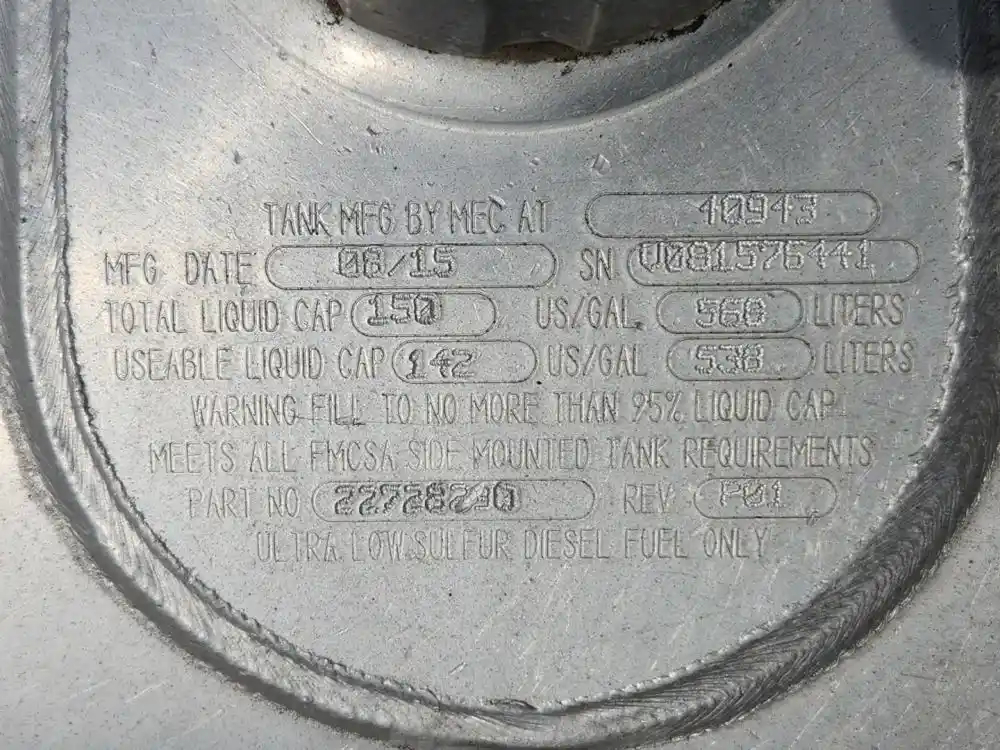 TANK MFG BY MEC AT 40943
MFG DATE 08/15 SN V081576441
TOTAL LIQUID CAP 150 US/GAL 568 LITERS
USEABLE LIQUID CAP 142 US/GAL 538 LITERS
WARNING FILL TO NO MORE THAN 95% LIQUID CAP
MEETS ALL FMCSA SIDE MOUNTED TANK REQUIREMENTS
PART NO 22728230 REV P01
ULTRA LOW SULFUR DIESEL FUEL ONLY